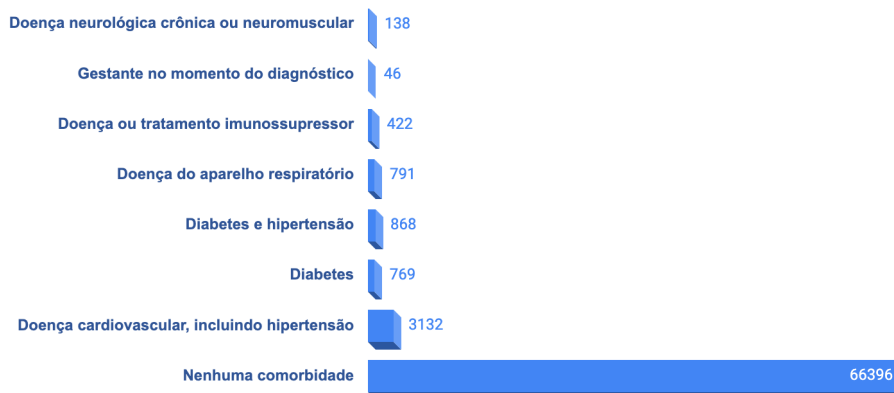 Doença neurológica crônica ou neuromuscular 138
Gestante no momento do diagnóstico 46
Doença ou tratamento imunossupressor 422
Doença do aparelho respiratório 791
Diabetes e hipertensão 868
Diabetes 769
Doença cardiovascular, incluindo hipertensão 3132
Nenhuma comorbidade 66396